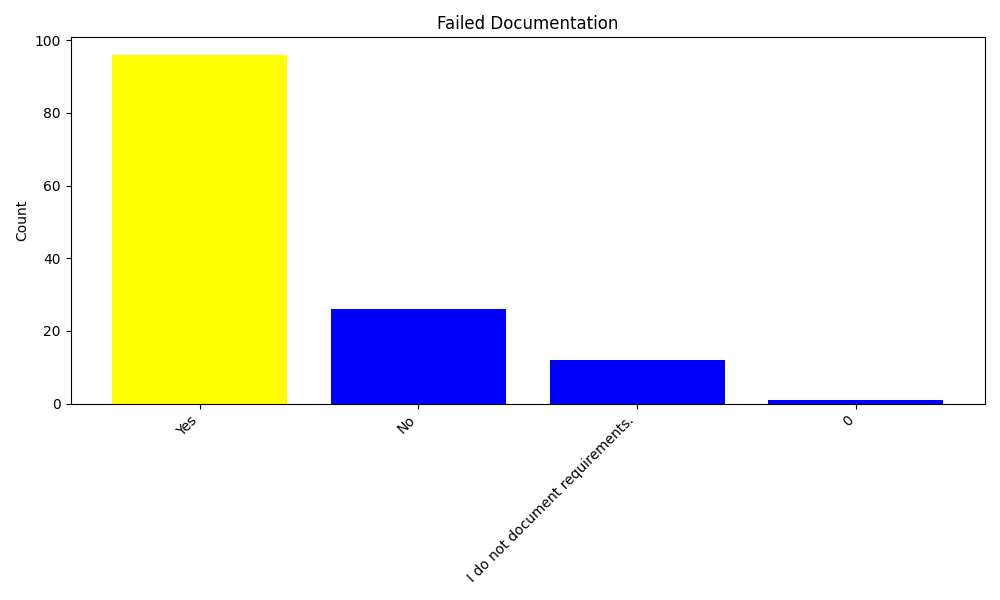 Failed Documentation
Count
100
80
60
40
20
0
Yes
No
I do not document requirements.
0